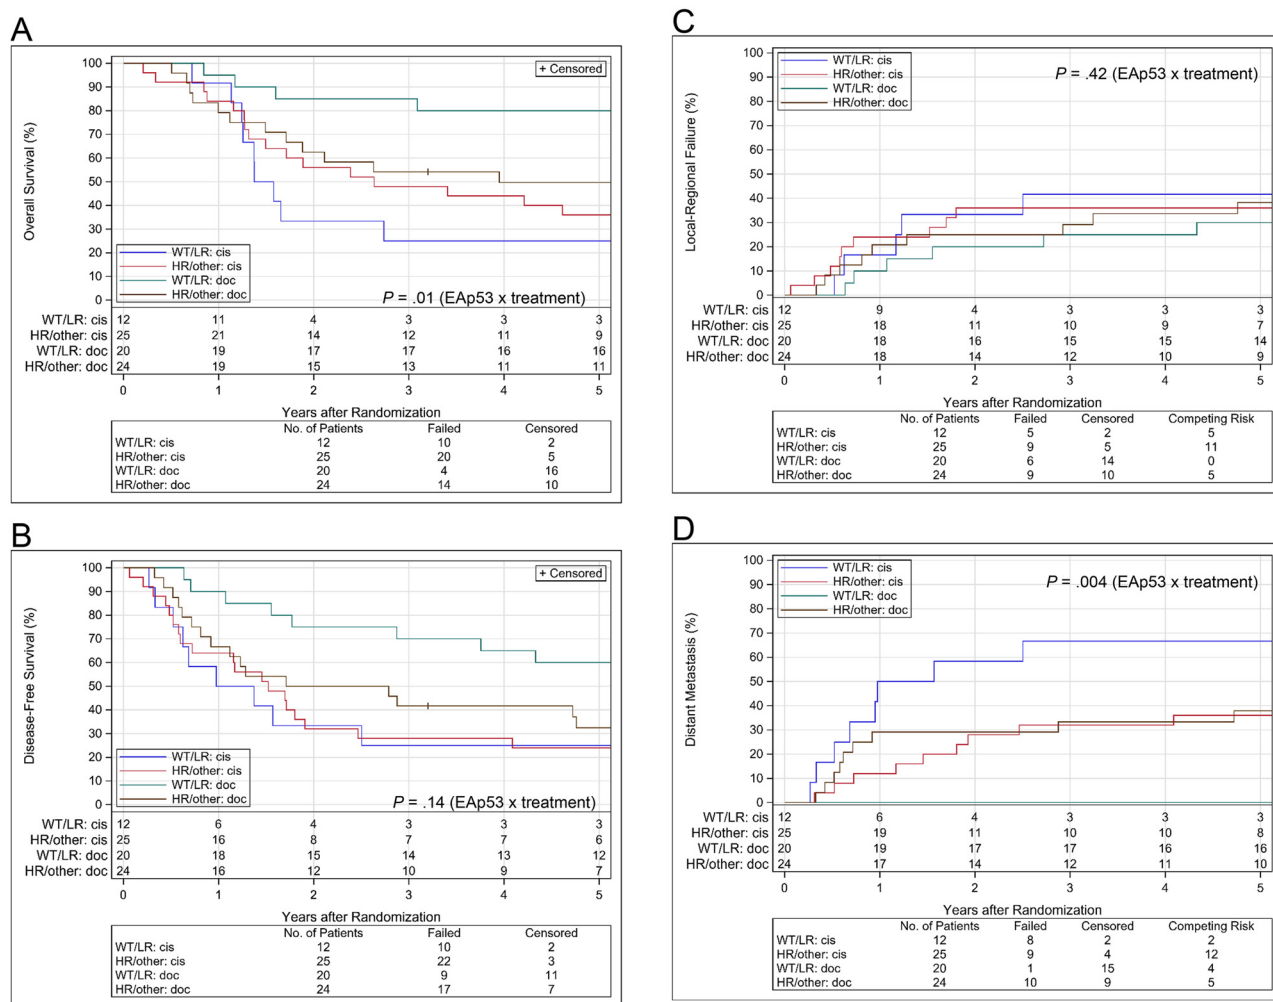 A
100
90
80
70
60
50
40
30
20
10
0
Overall Survival (%)
+ Censored
WT/LR: cis
HR/other: cis
WT/LR: doc
HR/other: doc
P = .01 (EAp53 x treatment)
WT/LR: cis 12 11 4 3 3 3
HR/other: cis 25 21 14 12 11 9
WT/LR: doc 20 19 17 17 16 16
HR/other: doc 24 19 15 13 11 11
0 1 2 3 4 5
Years after Randomization
No. of Patients Failed Censored
WT/LR: cis 12 10 2
HR/other: cis 25 20 5
WT/LR: doc 20 4 16
HR/other: doc 24 14 10
B
100
90
80
70
60
50
40
30
20
10
0
Disease-Free Survival (%)
+ Censored
WT/LR: cis
HR/other: cis
WT/LR: doc
HR/other: doc
P = .14 (EAp53 x treatment)
WT/LR: cis 12 6 4 3 3 3
HR/other: cis 25 16 8 7 7 6
WT/LR: doc 20 18 15 14 13 12
HR/other: doc 24 16 12 10 9 7
0 1 2 3 4 5
Years after Randomization
No. of Patients Failed Censored
WT/LR: cis 12 10 2
HR/other: cis 25 22 3
WT/LR: doc 20 9 11
HR/other: doc 24 17 7
C
100
90
80
70
60
50
40
30
20
10
0
Local-Regional Failure (%)
WT/LR: cis
HR/other: cis
WT/LR: doc
HR/other: doc
P = .42 (EAp53 x treatment)
WT/LR: cis 12 9 4 3 3 3
HR/other: cis 25 18 11 10 9 7
WT/LR: doc 20 18 16 15 15 14
HR/other: doc 24 18 14 12 10 9
0 1 2 3 4 5
Years after Randomization
No. of Patients Failed Censored Competing Risk
WT/LR: cis 12 5 2 5
HR/other: cis 25 9 5 11
WT/LR: doc 20 6 14 0
HR/other: doc 24 9 10 5
D
100
90
80
70
60
50
40
30
20
10
0
Distant Metastasis (%)
WT/LR: cis
HR/other: cis
WT/LR: doc
HR/other: doc
P = .004 (EAp53 x treatment)
WT/LR: cis 12 6 4 3 3 3
HR/other: cis 25 19 11 10 10 8
WT/LR: doc 20 19 17 17 16 16
HR/other: doc 24 17 14 12 11 10
0 1 2 3 4 5
Years after Randomization
No. of Patients Failed Censored Competing Risk
WT/LR: cis 12 8 2 2
HR/other: cis 25 9 4 12
WT/LR: doc 20 1 15 4
HR/other: doc 24 10 9 5